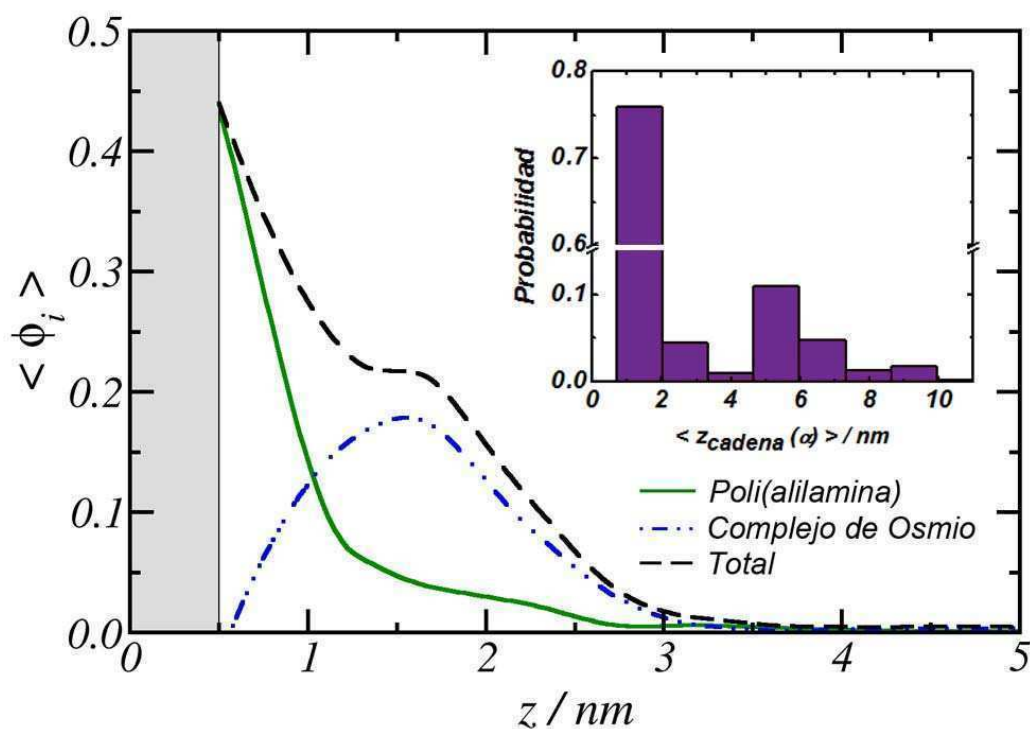 0.5
0.4
0.3
0.2
0.1
0.0
< ϕi >
0 1 2 3 4 5
z / nm
0.8
0.7
0.6
0.1
0.0
Probabilidad
0 2 4 6 8 10
< zcadena (α) > / nm
Poli(alilamina)
Complejo de Osmio
Total